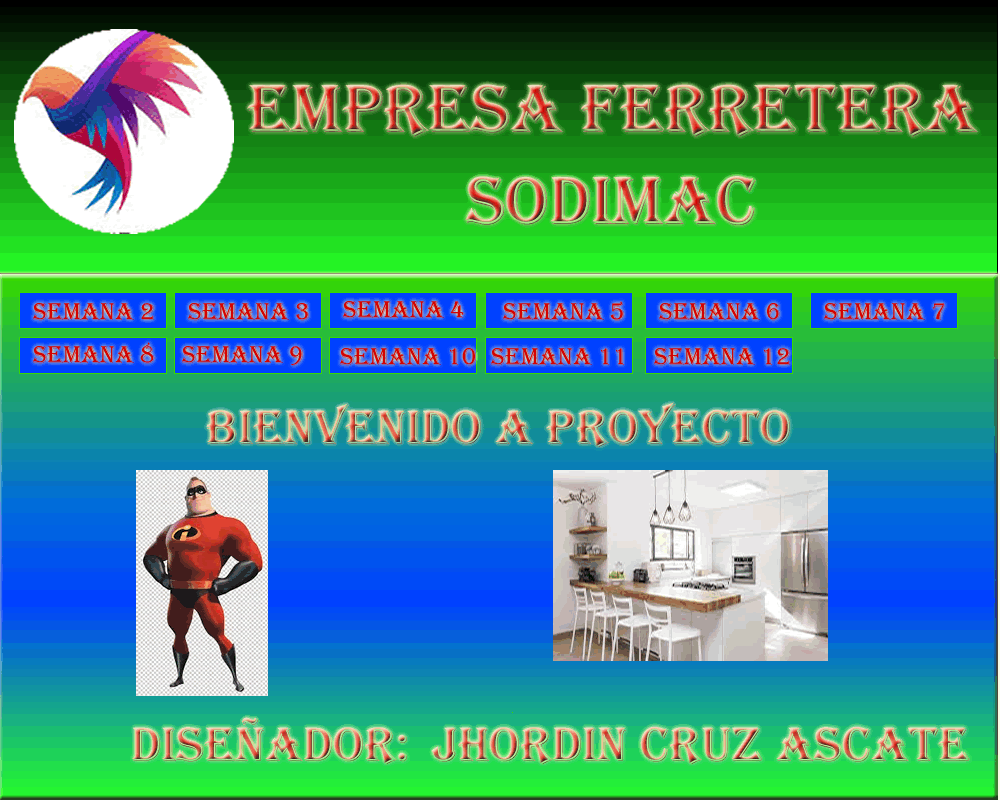 EMPRESA FERRETERA
SODIMAC
SEMANA 2 SEMANA 3 SEMANA 4 SEMANA 5 SEMANA 6 SEMANA 7
SEMANA 8 SEMANA 9 SEMANA 10 SEMANA 11 SEMANA 12
BIENVENIDO A PROYECTO
DISEÑADOR: JHORDIN CRUZ ASCATE